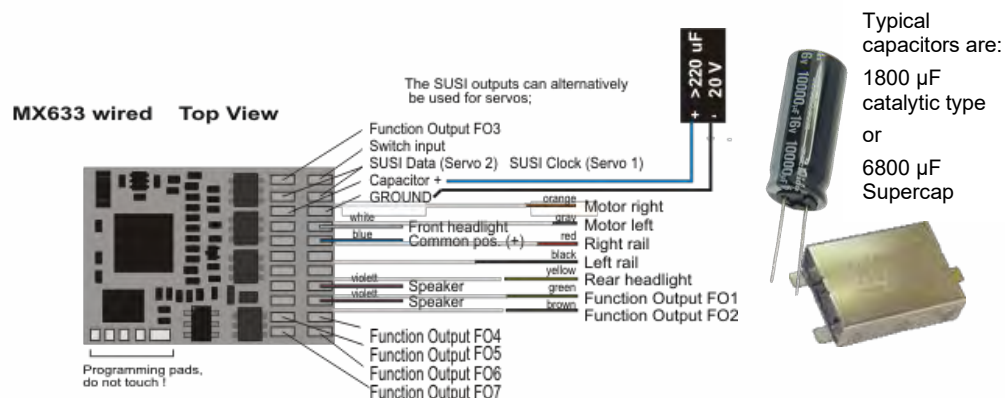 Typical
capacitors are:
1800 µF
catalytic type
or
6800 µF
Supercap
>220 uF
20 V
+ -
The SUSI outputs can alternatively
be used for servos;
MX633 wired Top View
Function Output FO3
Switch input
SUSI Data (Servo 2) SUSI Clock (Servo 1)
Capacitor +
GROUND
orange
Motor right
white
gray
Front headlight
Motor left
blue
red
Common pos. (+)
Right rail
black
Left rail
yellow
Rear headlight
violett
Speaker
green
Function Output FO1
violett
Speaker
brown
Function Output FO2
Function Output FO4
Function Output FO5
Function Output FO6
Function Output FO7
Programming pads,
do not touch !
6v 10000µF16v
10000µ